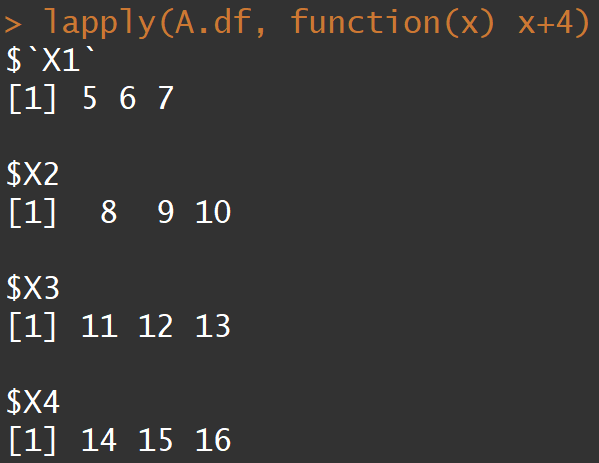 > lapply(A.df, function(x) x+4)
$`X1`
[1] 5 6 7
$X2
[1]  8  9 10
$X3
[1] 11 12 13
$X4
[1] 14 15 16